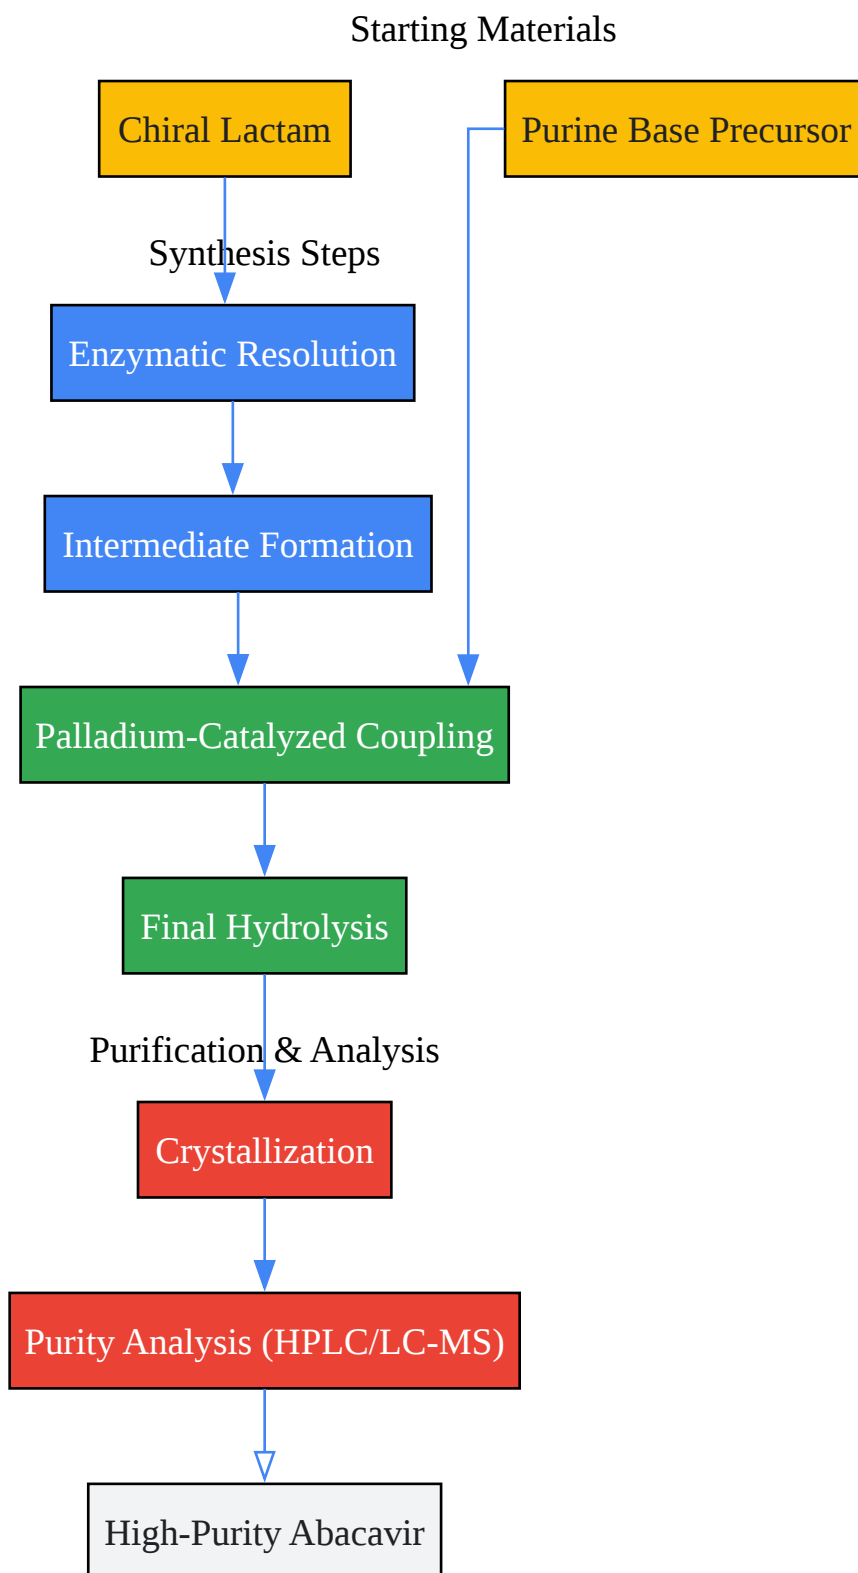 Starting Materials
Chiral Lactam
Purine Base Precursor
Synthesis Steps
Enzymatic Resolution
Intermediate Formation
Palladium-Catalyzed Coupling
Final Hydrolysis
Purification & Analysis
Crystallization
Purity Analysis (HPLC/LC-MS)
High-Purity Abacavir